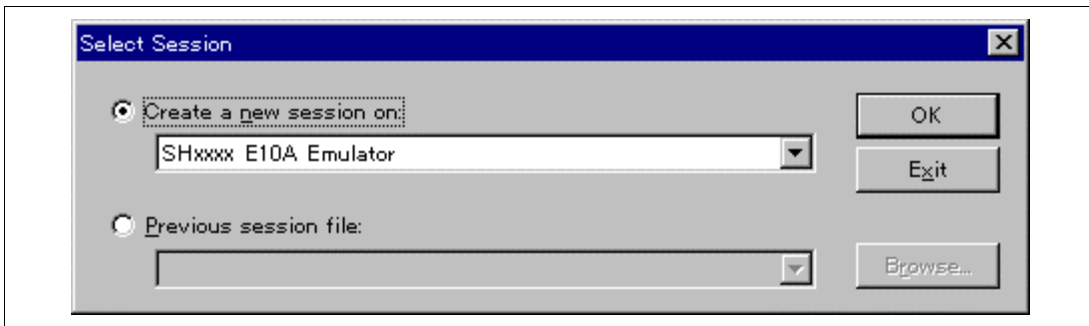 Select Session
Create a new session on:
OK
SHxxxx E10A Emulator
Exit
Previous session file:
Browse...